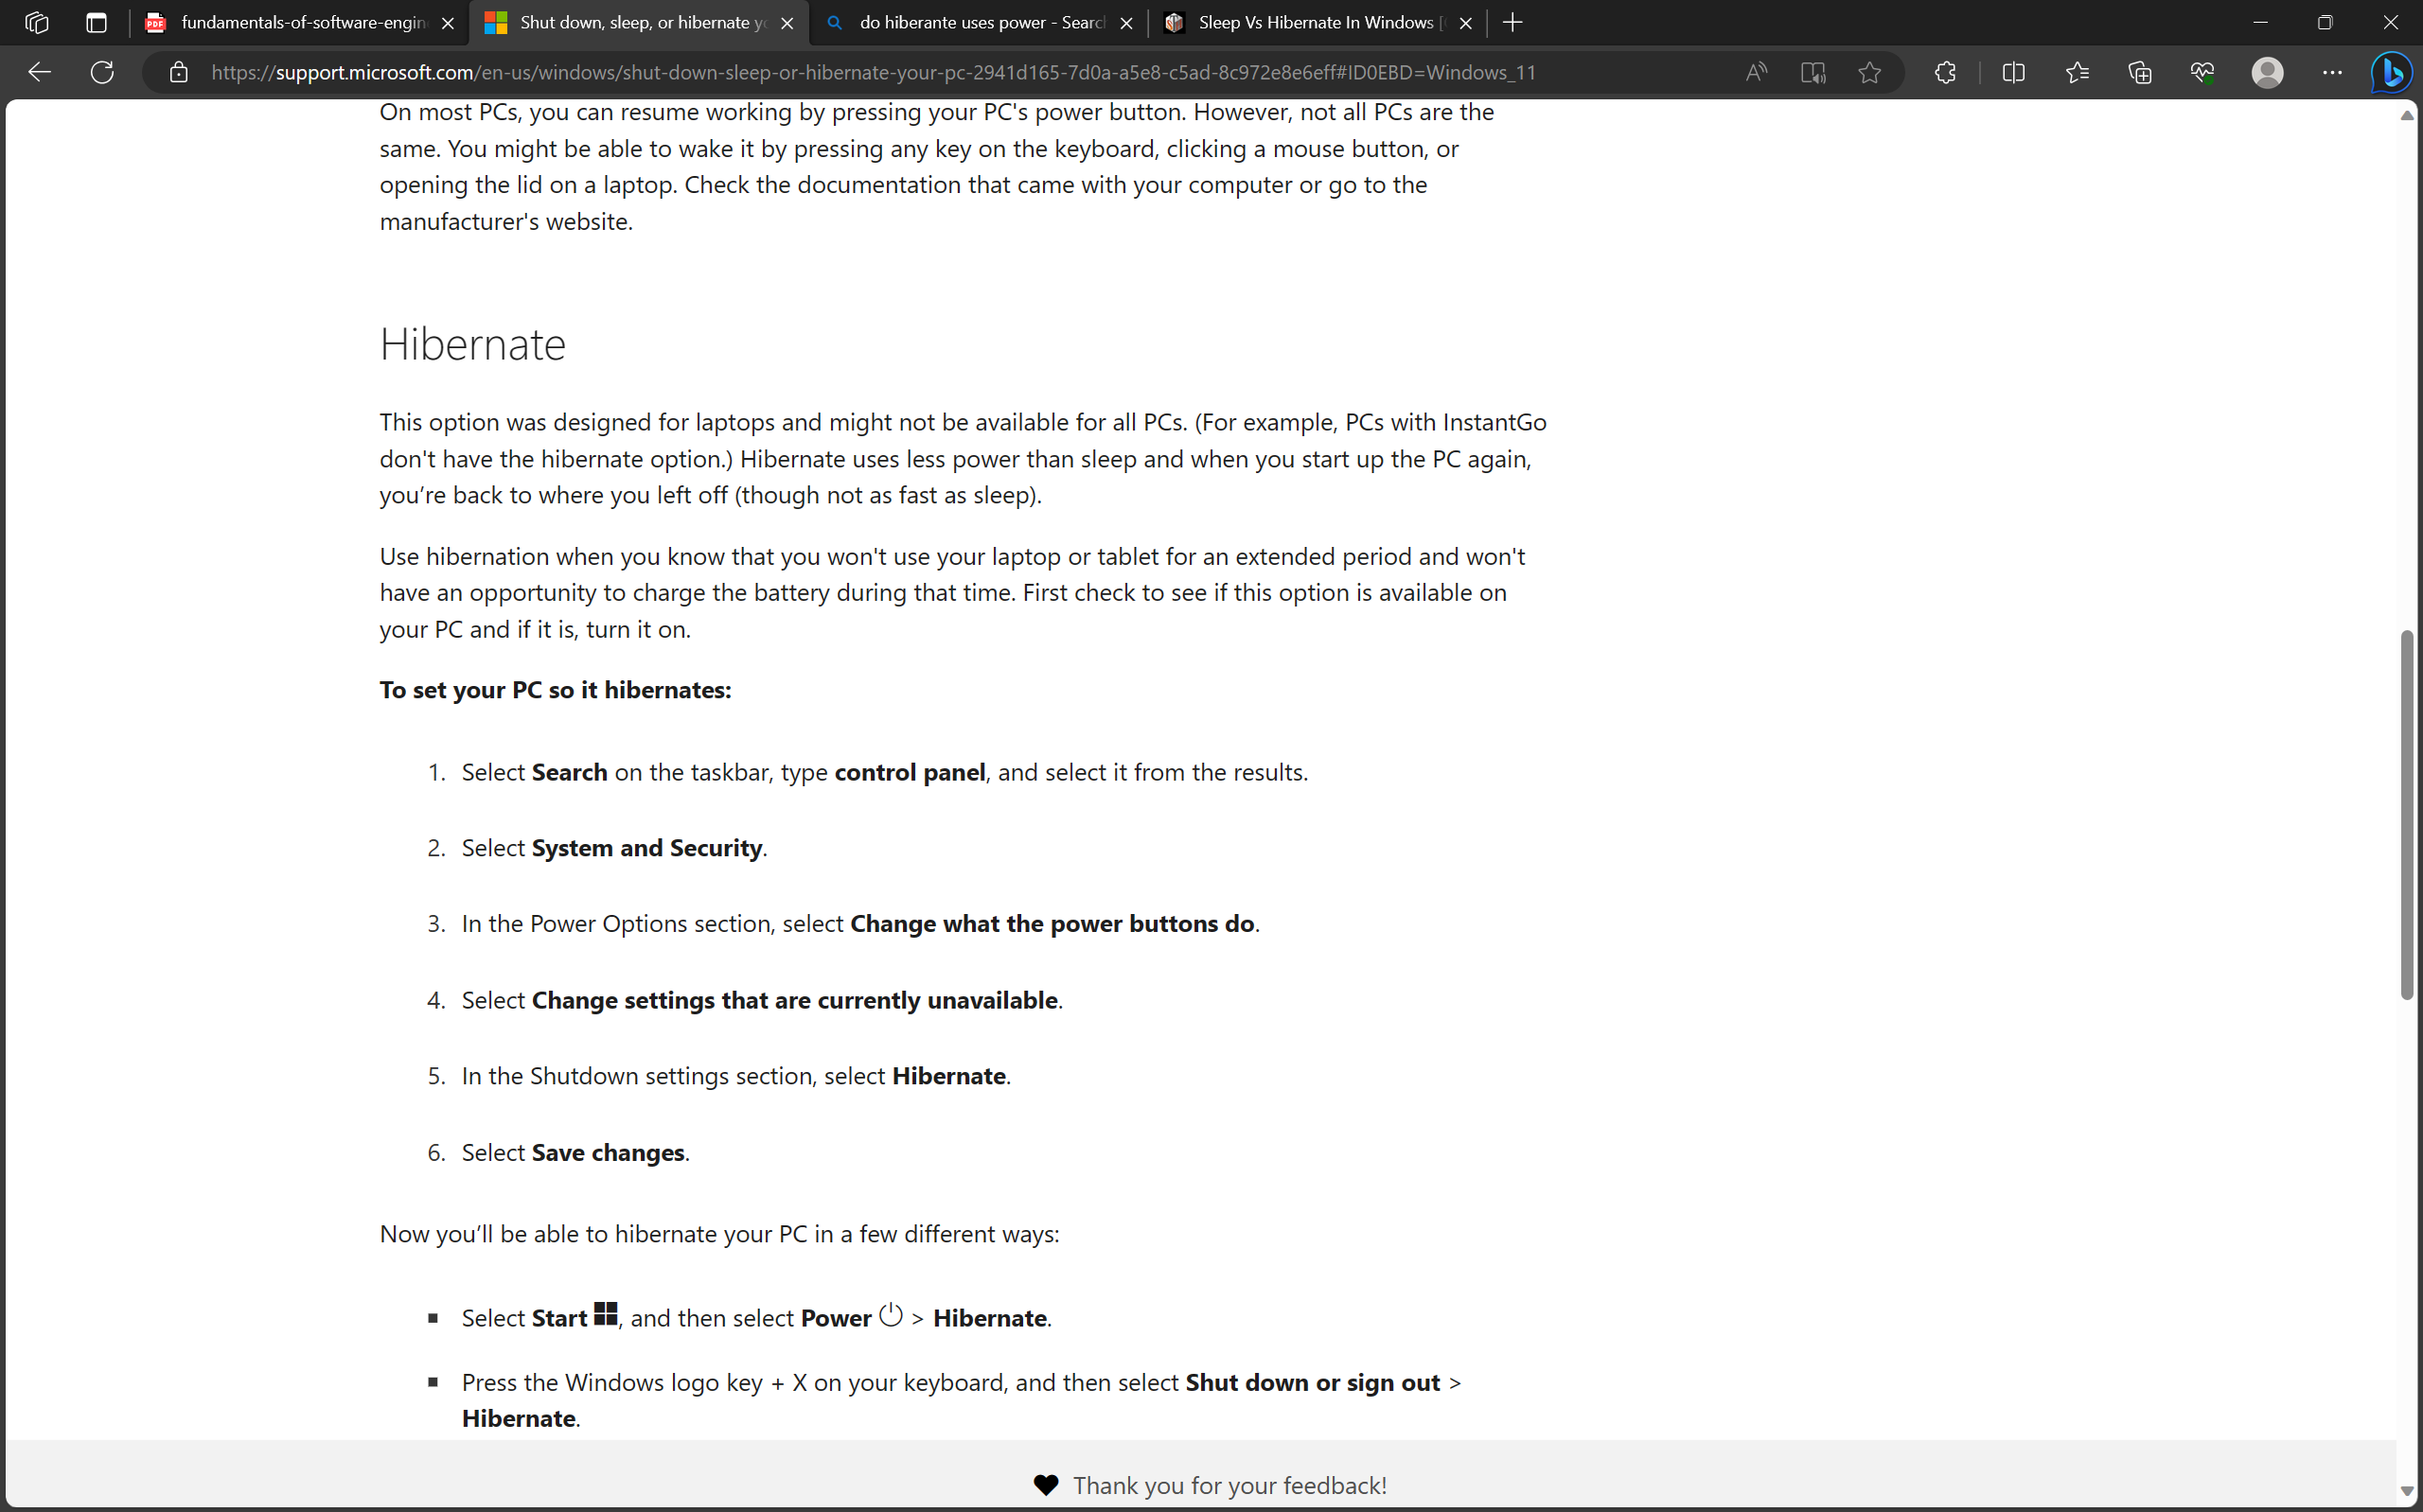 fundamentals-of-software-engin
Shut down, sleep, or hibernate yo
do hiberante uses power - Search
Sleep Vs Hibernate In Windows [
https://support.microsoft.com/en-us/windows/shut-down-sleep-or-hibernate-your-pc-2941d165-7d0a-a5e8-c5ad-8c972e8e6eff#ID0EBD=Windows_11
On most PCs, you can resume working by pressing your PC's power button. However, not all PCs are the
same. You might be able to wake it by pressing any key on the keyboard, clicking a mouse button, or
opening the lid on a laptop. Check the documentation that came with your computer or go to the
manufacturer's website.
Hibernate
This option was designed for laptops and might not be available for all PCs. (For example, PCs with InstantGo
don't have the hibernate option.) Hibernate uses less power than sleep and when you start up the PC again,
you’re back to where you left off (though not as fast as sleep).
Use hibernation when you know that you won't use your laptop or tablet for an extended period and won't
have an opportunity to charge the battery during that time. First check to see if this option is available on
your PC and if it is, turn it on.
To set your PC so it hibernates:
1. Select Search on the taskbar, type control panel, and select it from the results.
2. Select System and Security.
3. In the Power Options section, select Change what the power buttons do.
4. Select Change settings that are currently unavailable.
5. In the Shutdown settings section, select Hibernate.
6. Select Save changes.
Now you’ll be able to hibernate your PC in a few different ways:
Select Start , and then select Power > Hibernate.
Press the Windows logo key + X on your keyboard, and then select Shut down or sign out >
Hibernate.
Thank you for your feedback!